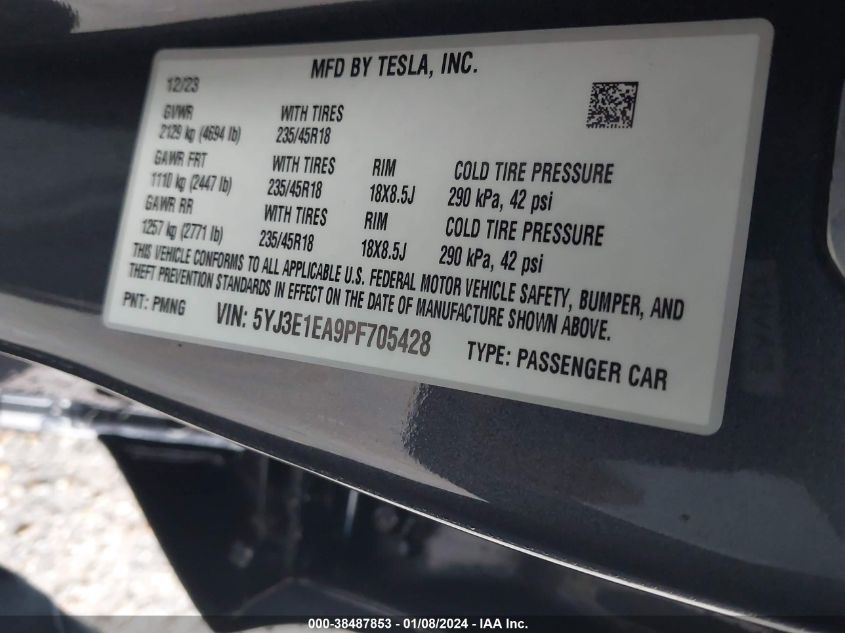 MFD BY TESLA, INC.
12/23
GVWR WITH TIRES
2129 kg (4694 lb) 235/45R18
GAWR FRT WITH TIRES RIM COLD TIRE PRESSURE
1110 kg (2447 lb) 235/45R18 18X8.5J 290 kPa, 42 psi
GAWR RR WITH TIRES RIM COLD TIRE PRESSURE
1257 kg (2771 lb) 235/45R18 18X8.5J 290 kPa, 42 psi
THIS VEHICLE CONFORMS TO ALL APPLICABLE U.S. FEDERAL MOTOR VEHICLE SAFETY, BUMPER, AND
THEFT PREVENTION STANDARDS IN EFFECT ON THE DATE OF MANUFACTURE SHOWN ABOVE.
PNT: PMNG VIN: 5YJ3E1EA9PF705428 TYPE: PASSENGER CAR
000-38487853 - 01/08/2024 - IAA Inc.